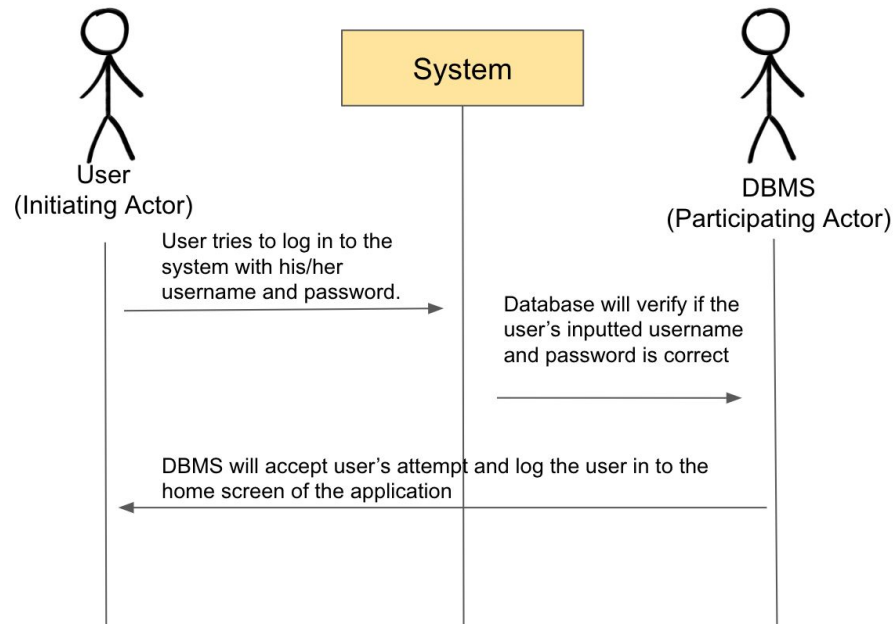 System
User
(Initiating Actor)
DBMS
(Participating Actor)
User tries to log in to the
system with his/her
username and password.
Database will verify if the
user’s inputted username
and password is correct
DBMS will accept user’s attempt and log the user in to the
home screen of the application